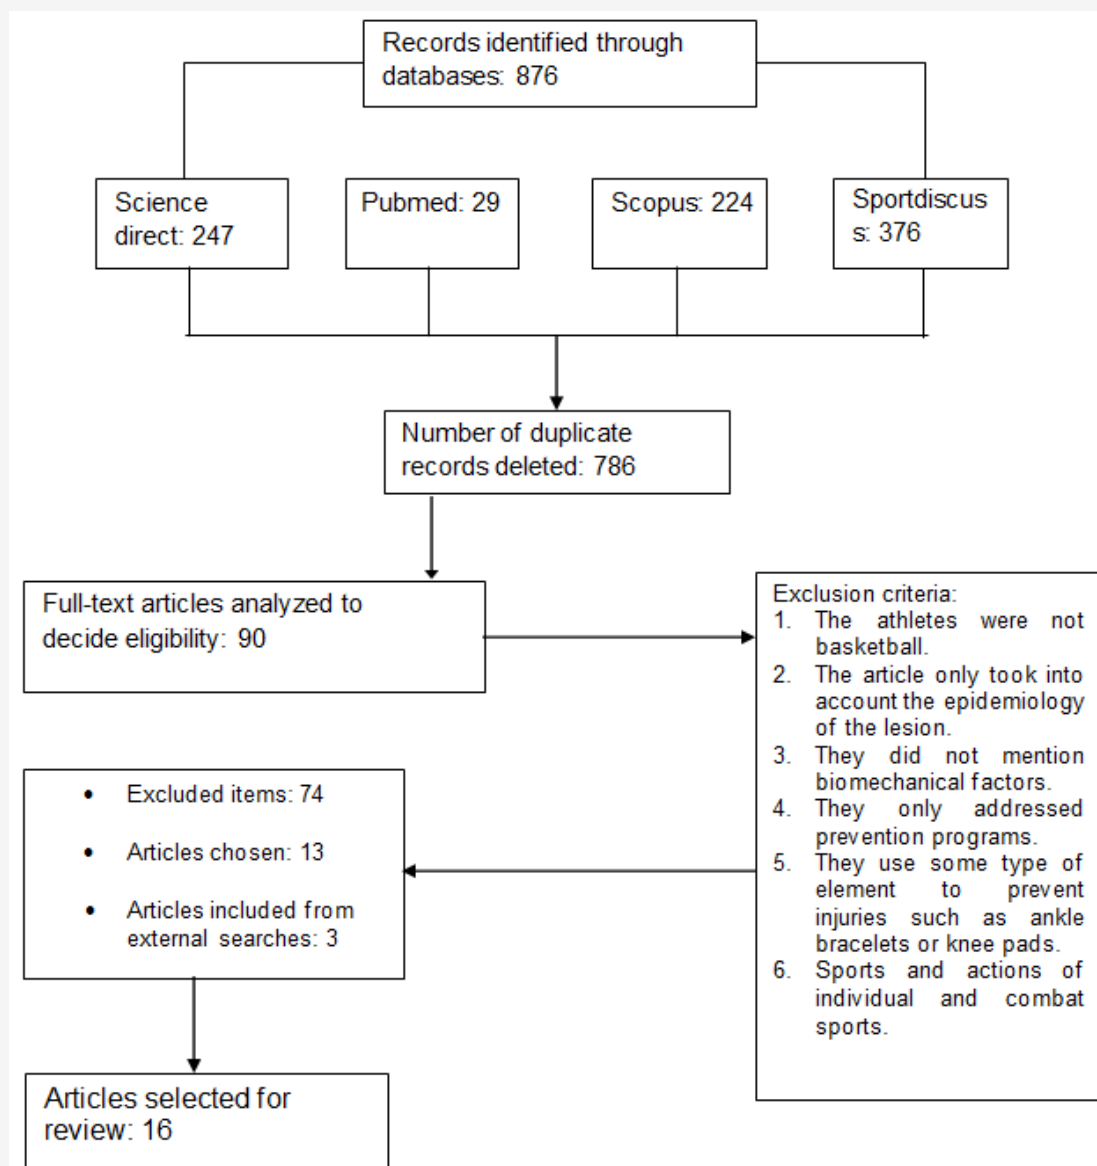 Records identified through
databases: 876
Science
direct: 247
Pubmed: 29
Scopus: 224
Sportdiscus
s: 376
Number of duplicate
records deleted: 786
Full-text articles analyzed to
decide eligibility: 90
Exclusion criteria:
1. The athletes were not
basketball.
2. The article only took into
account the epidemiology
of the lesion.
3. They did not mention
biomechanical factors.
4. They only addressed
prevention programs.
5. They use some type of
element to prevent
injuries such as ankle
bracelets or knee pads.
6. Sports and actions of
individual and combat
sports.
• Excluded items: 74
• Articles chosen: 13
• Articles included from
external searches: 3
Articles selected for
review: 16